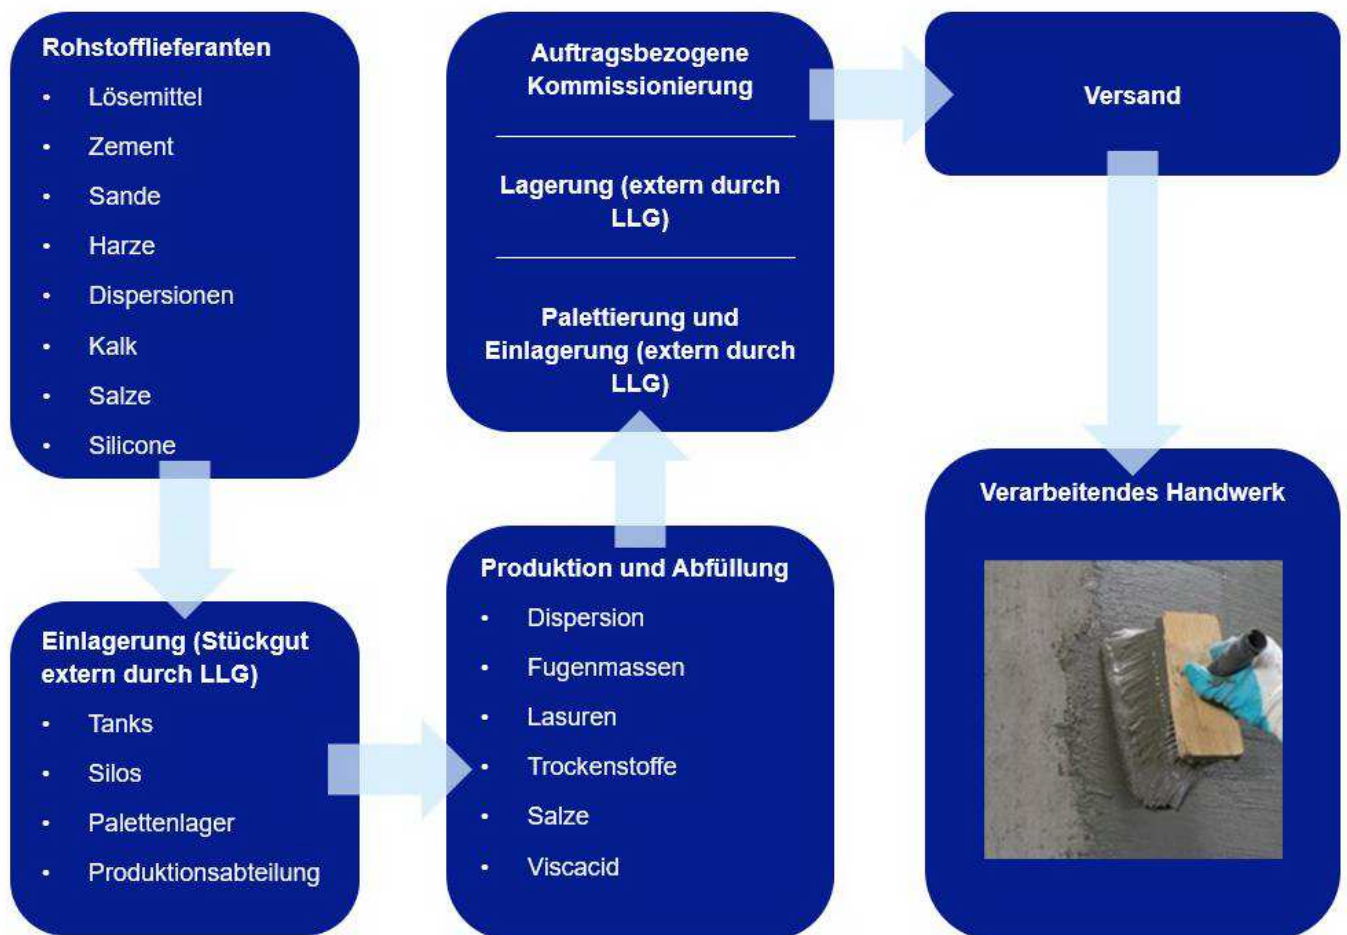 Rohstofflieferanten
• Lösemittel
• Zement
• Sande
• Harze
• Dispersionen
• Kalk
• Salze
• Silicone
Einlagerung (Stückgut
extern durch LLG)
• Tanks
• Silos
• Palettenlager
• Produktionsabteilung
Produktion und Abfüllung
• Dispersion
• Fugenmassen
• Lasuren
• Trockenstoffe
• Salze
• Viscacid
Auftragsbezogene
Kommissionierung
Lagerung (extern durch
LLG)
Palettierung und
Einlagerung (extern durch
LLG)
Versand
Verarbeitendes Handwerk